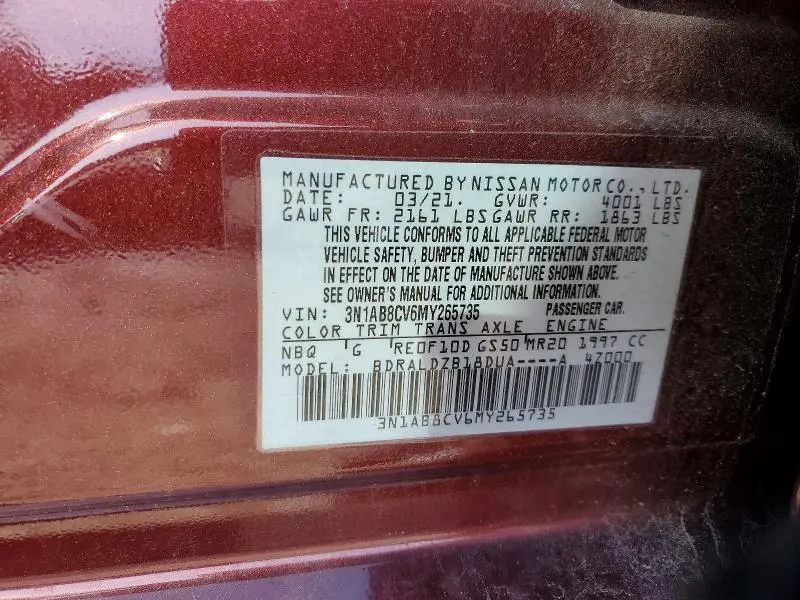 MANUFACTURED BY NISSAN MOTOR CO., LTD.
DATE: 03/21. GVWR: 4001 LBS
GAWR FR: 2161 LBS GAWR RR: 1863 LBS
THIS VEHICLE CONFORMS TO ALL APPLICABLE FEDERAL MOTOR
VEHICLE SAFETY, BUMPER AND THEFT PREVENTION STANDARDS
IN EFFECT ON THE DATE OF MANUFACTURE SHOWN ABOVE.
SEE OWNER'S MANUAL FOR ADDITIONAL INFORMATION.
VIN: 3N1AB8CV6MY265735 PASSENGER CAR.
COLOR TRIM TRANS AXLE ENGINE
NBQ G RE0F10D GS50 MR20 1997 CC
MODEL: BDRALDZB18DUA----A 47000
3N1AB8CV6MY265735